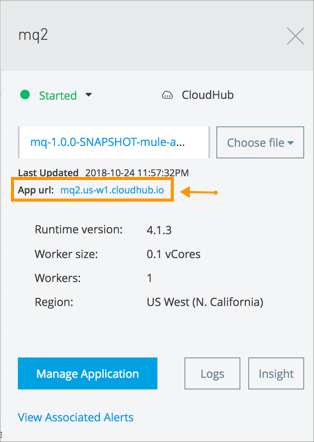 mq2
Started
CloudHub
mq-1.0.0-SNAPSHOT-mule-a...
Choose file
Last Updated 2018-10-24 11:57:32PM
App url: mq2.us-w1.cloudhub.io
Runtime version: 4.1.3
Worker size: 0.1 vCores
Workers: 1
Region: US West (N. California)
Manage Application
Logs
Insight
View Associated Alerts